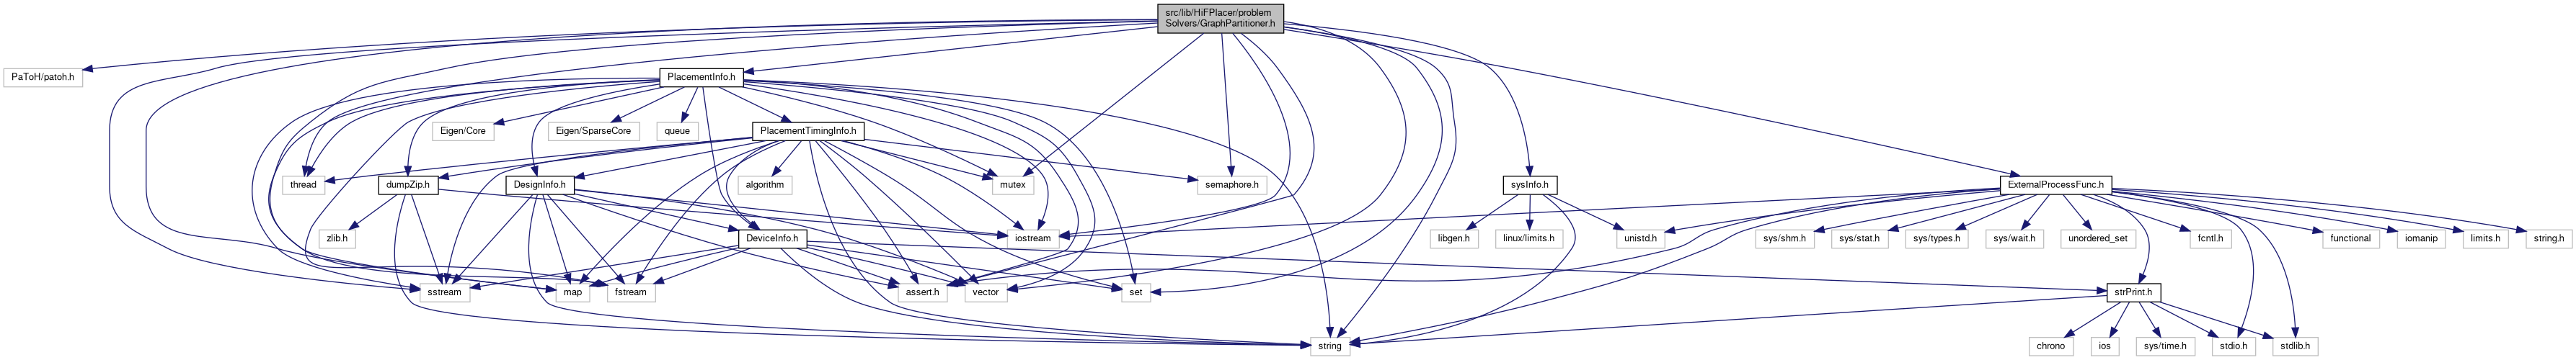 src/lib/HiFPlacer/problem
Solvers/GraphPartitioner.h
PaToH/patoh.h
PlacementInfo.h
Eigen/Core
Eigen/SparseCore
queue
PlacementTimingInfo.h
thread
dumpZip.h
DesignInfo.h
algorithm
mutex
semaphore.h
sysInfo.h
ExternalProcessFunc.h
zlib.h
DeviceInfo.h
iostream
libgen.h
linux/limits.h
unistd.h
sys/shm.h
sys/stat.h
sys/types.h
sys/wait.h
unordered_set
fcntl.h
functional
iomanip
limits.h
string.h
sstream
map
fstream
assert.h
vector
set
strPrint.h
string
chrono
ios
sys/time.h
stdio.h
stdlib.h